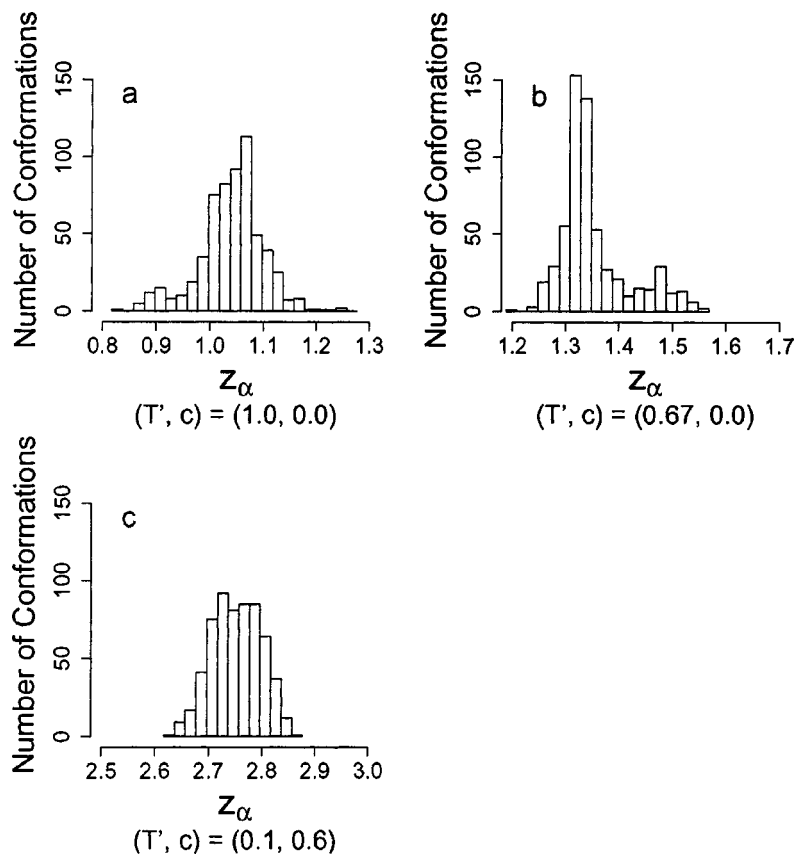 Number of Conformations
150
100
50
0
a
0.8 0.9 1.0 1.1 1.2 1.3
zα
(T', c) = (1.0, 0.0)
Number of Conformations
150
100
50
0
b
1.2 1.3 1.4 1.5 1.6 1.7
zα
(T', c) = (0.67, 0.0)
Number of Conformations
150
100
50
0
c
2.5 2.6 2.7 2.8 2.9 3.0
zα
(T', c) = (0.1, 0.6)